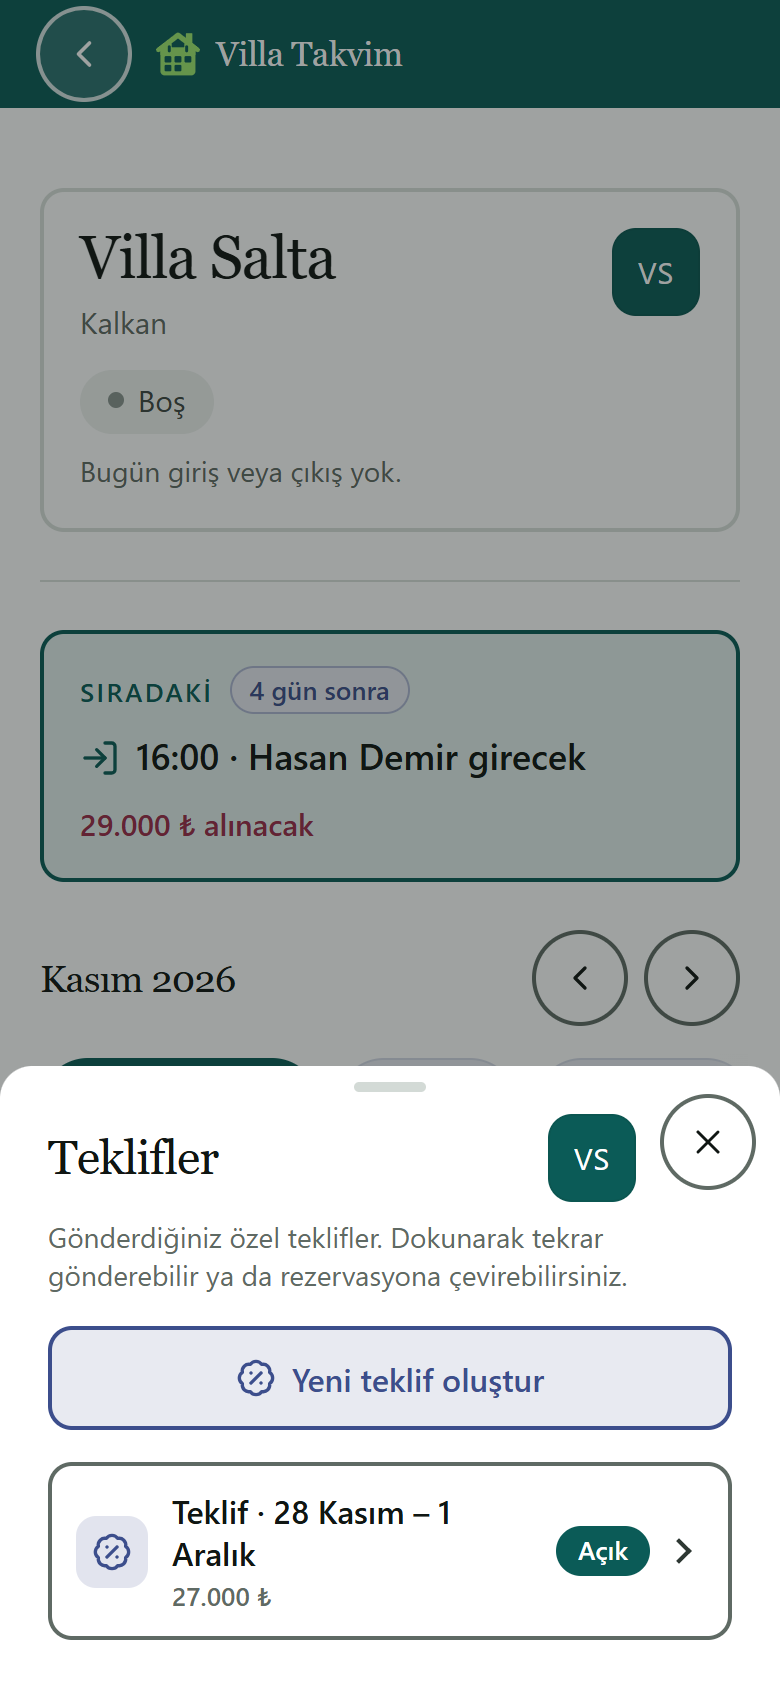 Villa Takvim
Villa Salta
VS
Kalkan
Boş
Bugün giriş veya çıkış yok.
SIRADAKİ
4 gün sonra
16:00 · Hasan Demir girecek
29.000 ₺ alınacak
Kasım 2026
Teklifler
VS
Gönderdiğiniz özel teklifler. Dokunarak tekrar
gönderebilir ya da rezervasyona çevirebilirsiniz.
Yeni teklif oluştur
Teklif · 28 Kasım – 1
Aralık
27.000 ₺
Açık